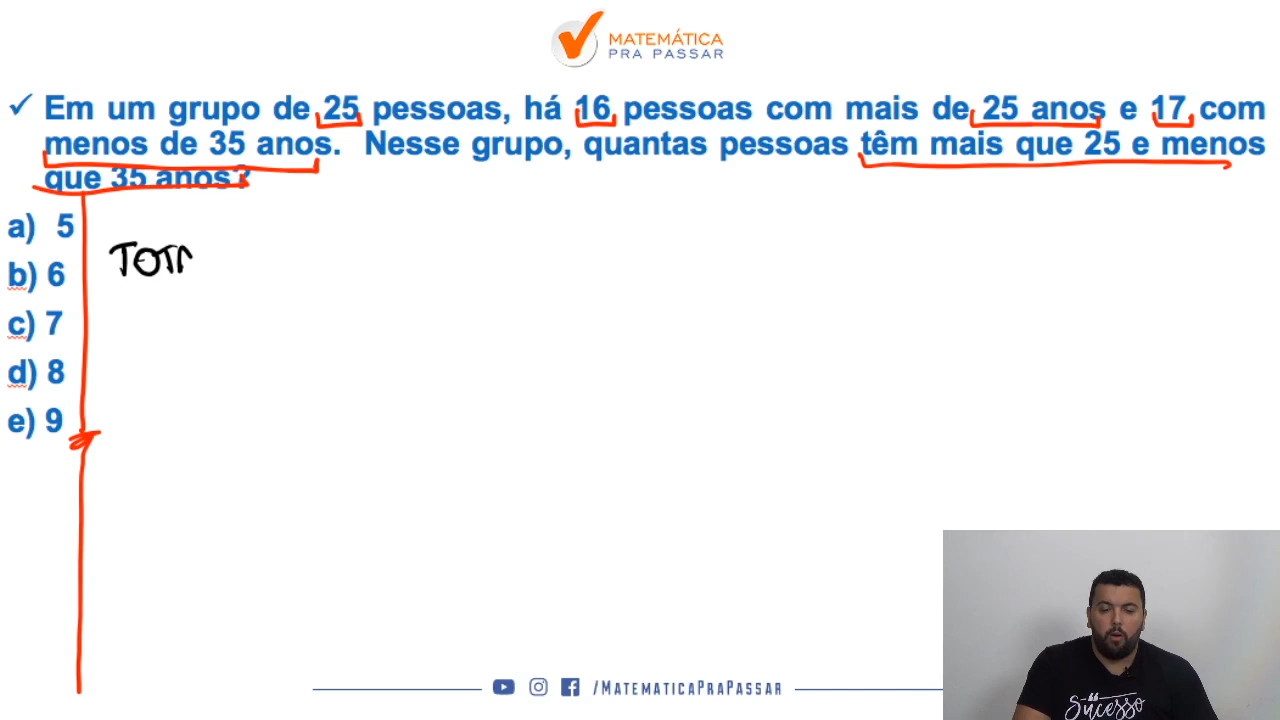 MATEMÁTICA
PRA PASSAR
✓ Em um grupo de 25 pessoas, há 16 pessoas com mais de 25 anos e 17 com
menos de 35 anos. Nesse grupo, quantas pessoas têm mais que 25 e menos
que 35 anos?
a) 5
b) 6
c) 7
d) 8
e) 9
/MATEMATICAPRAPASSAR
Sucesso